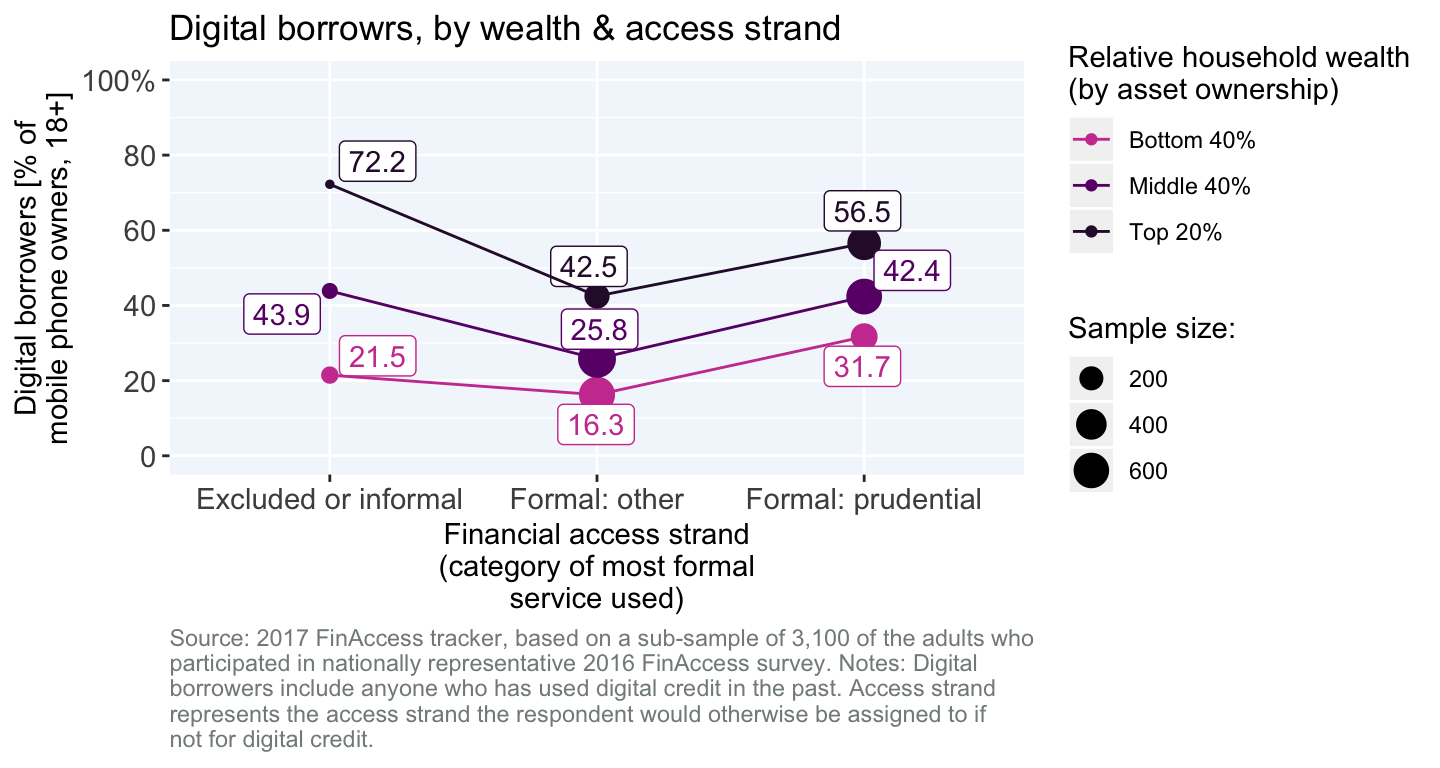 Digital borrowrs, by wealth & access strand
Digital borrowers [% of
mobile phone owners, 18+]
100%
80
60
40
20
0
72.2
42.5
56.5
43.9
25.8
42.4
21.5
16.3
31.7
Excluded or informal
Formal: other
Formal: prudential
Financial access strand
(category of most formal
service used)
Relative household wealth
(by asset ownership)
Bottom 40%
Middle 40%
Top 20%
Sample size:
200
400
600
Source: 2017 FinAccess tracker, based on a sub-sample of 3,100 of the adults who
participated in nationally representative 2016 FinAccess survey. Notes: Digital
borrowers include anyone who has used digital credit in the past. Access strand
represents the access strand the respondent would otherwise be assigned to if
not for digital credit.